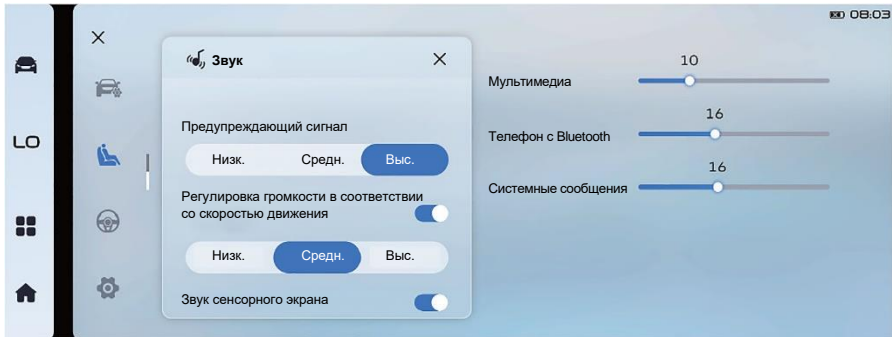 08:03
LO
Звук
Предупреждающий сигнал
Низк. Средн. Выс.
Регулировка громкости в соответствии
со скоростью движения
Низк. Средн. Выс.
Звук сенсорного экрана
10
Мультимедиа
16
Телефон с Bluetooth
16
Системные сообщения